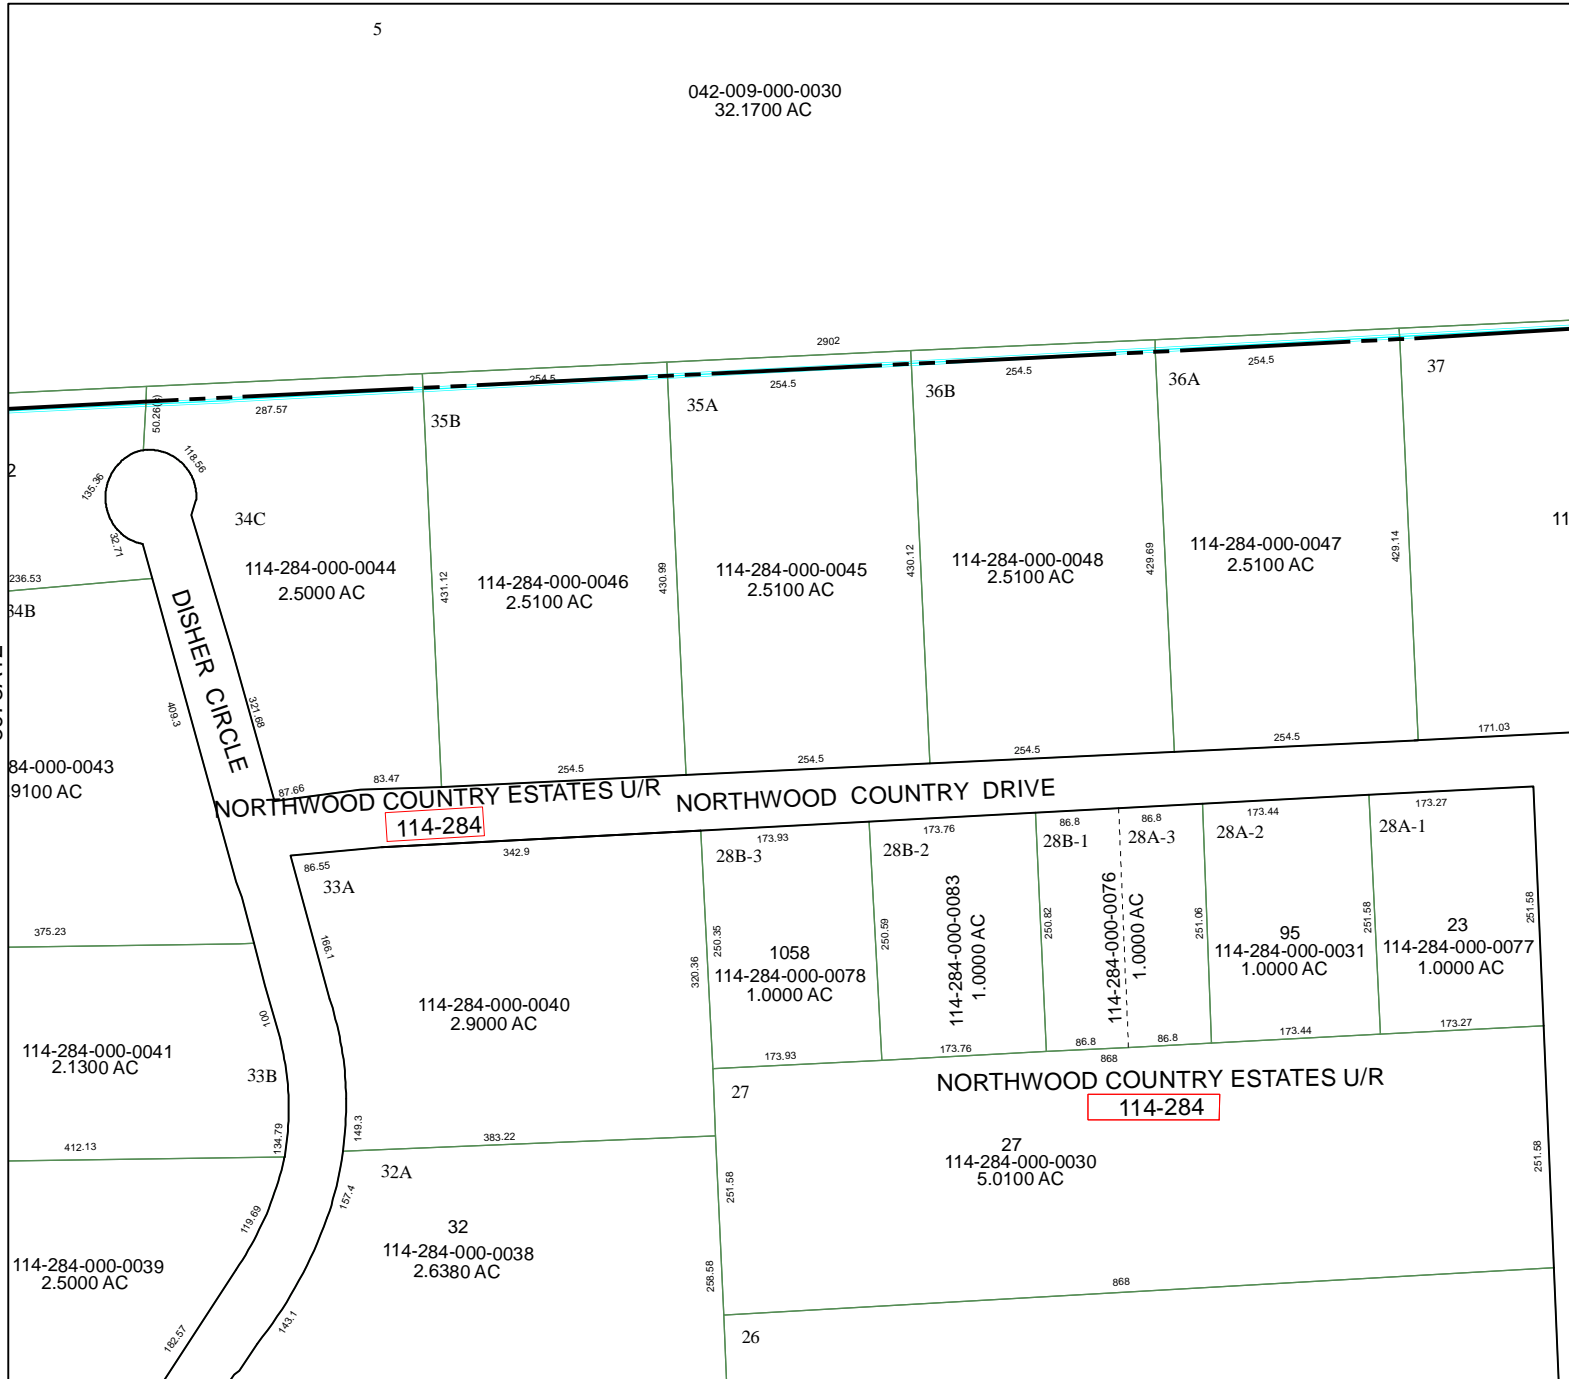 5
042-009-000-0030
32.1700 AC
2902
254.5
254.5
254.5
254.5
287.57
50.26(S)
37
36A
36B
35A
35B
118.56
135.36
2
32.71
34C
236.53
34B
114-284-000-0044
2.5000 AC
431.12
114-284-000-0046
2.5100 AC
430.99
114-284-000-0045
2.5100 AC
430.12
114-284-000-0048
2.5100 AC
429.69
114-284-000-0047
2.5100 AC
429.14
11
DISHER CIRCLE
409.3
321.68
84-000-0043
.9100 AC
87.66
83.47
254.5
254.5
254.5
254.5
171.03
NORTHWOOD COUNTRY ESTATES U/R
114-284
NORTHWOOD COUNTRY DRIVE
86.55
342.9
173.93
173.76
86.8
86.8
173.44
173.27
33A
28B-3
28B-2
28B-1
28A-3
28A-2
28A-1
375.23
166.1
114-284-000-0040
2.9000 AC
320.36
250.35
1058
114-284-000-0078
1.0000 AC
250.59
114-284-000-0083
1.0000 AC
250.82
114-284-000-0076
1.0000 AC
251.06
95
114-284-000-0031
1.0000 AC
251.58
23
114-284-000-0077
1.0000 AC
251.58
100
114-284-000-0041
2.1300 AC
33B
173.93
173.76
86.8
86.8
173.44
173.27
868
NORTHWOOD COUNTRY ESTATES U/R
114-284
27
412.13
134.79
149.3
383.22
27
114-284-000-0030
5.0100 AC
251.58
251.58
32A
157.4
119.69
32
114-284-000-0038
2.6380 AC
258.58
114-284-000-0039
2.5000 AC
868
182.57
143.1
26